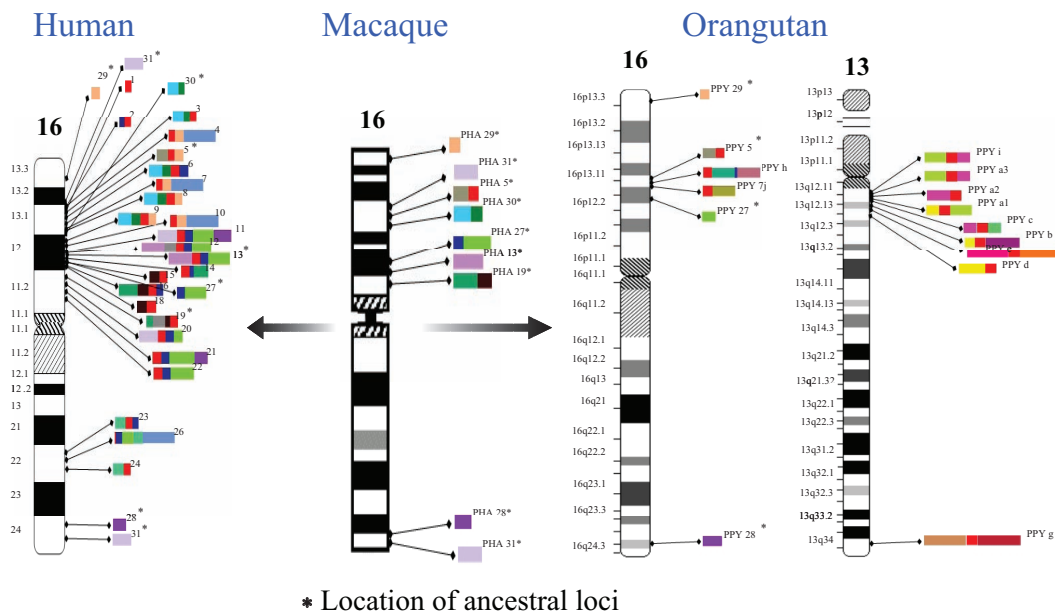 Human
Macaque
Orangutan
16
13.3
13.2
13.1
12
11.2
11.1
11.1
11.2
12.1
12.2
13
21
22
23
24
29 *
31 *
1
30 *
2
3
4
5 *
6
7
8
9
10
11
12
13 *
14
15
16
27 *
18
19 *
20
21
22
23
26
24
28 *
31 *
16
PHA 29*
PHA 31*
PHA 5*
PHA 30*
PHA 27*
PHA 13*
PHA 19*
PHA 28*
PHA 31*
16
16p13.3
16p13.2
16p13.13
16p13.11
16p12.2
16p11.2
16p11.1
16q11.1
16q11.2
16q12.1
16q12.2
16q13
16q21
16q22.1
16q22.2
16q23.1
16q23.3
16q24.3
PPY 29 *
PPY 5 *
PPY h
PPY 7j
PPY 27 *
PPY 28 *
13
13p13
13p12
13p11.2
13p11.1
13q12.11
13q12.13
13q12.3
13q13.2
13q14.11
13q14.13
13q14.3
13q21.2
13q21.3?
13q22.1
13q22.3
13q31.2
13q32.1
13q32.3
13q33.2
13q34
PPY i
PPY a3
PPY a2
PPY a1
PPY c
PPY b
PPY e
PPY d
PPY g
* Location of ancestral loci